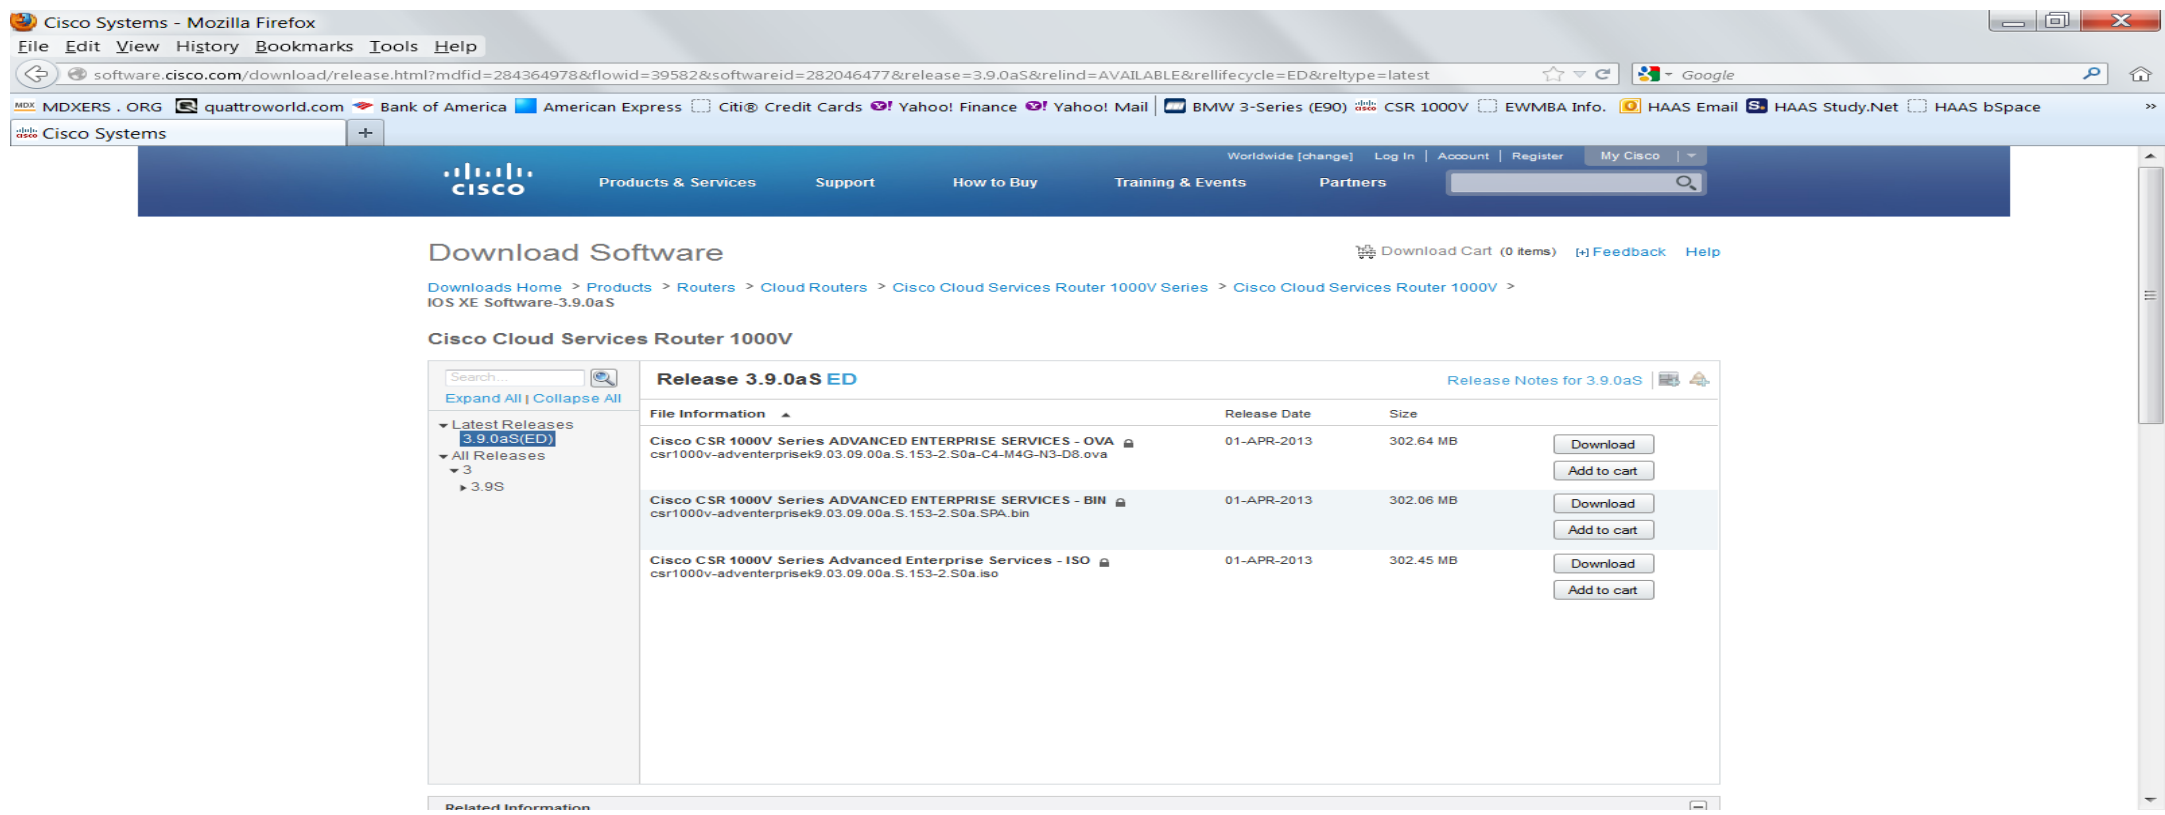 Cisco Systems - Mozilla Firefox
File Edit View History Bookmarks Tools Help
software.cisco.com/download/release.html?mdfid=284364978&flowid=39582&softwareid=282046477&release=3.9.0aS&relind=AVAILABLE&rellifecycle=ED&reltype=latest
Google
MDX MDXERS . ORG quattroworld.com Bank of America American Express Citi® Credit Cards Yahoo! Finance Yahoo! Mail BMW 3-Series (E90) CSR 1000V EWMBA Info. HAAS Email HAAS Study.Net HAAS bSpace »
Cisco Systems +
Worldwide [change] Log In | Account | Register My Cisco
CISCO
Products & Services Support How to Buy Training & Events Partners
Download Software
Download Cart (0 items) [+] Feedback Help
Downloads Home > Products > Routers > Cloud Routers > Cisco Cloud Services Router 1000V Series > Cisco Cloud Services Router 1000V >
IOS XE Software-3.9.0aS
Cisco Cloud Services Router 1000V
Search...
Expand All | Collapse All
Latest Releases
3.9.0aS(ED)
All Releases
3
3.9S
Release 3.9.0aS ED
Release Notes for 3.9.0aS
File Information Release Date Size
Cisco CSR 1000V Series ADVANCED ENTERPRISE SERVICES - OVA 01-APR-2013 302.64 MB Download
csr1000v-adventerprisek9.03.09.00a.S.153-2.S0a-C4-M4G-N3-D8.ova
Add to cart
Cisco CSR 1000V Series ADVANCED ENTERPRISE SERVICES - BIN 01-APR-2013 302.06 MB Download
csr1000v-adventerprisek9.03.09.00a.S.153-2.S0a.SPA.bin
Add to cart
Cisco CSR 1000V Series Advanced Enterprise Services - ISO 01-APR-2013 302.45 MB Download
csr1000v-adventerprisek9.03.09.00a.S.153-2.S0a.iso
Add to cart
Related Information